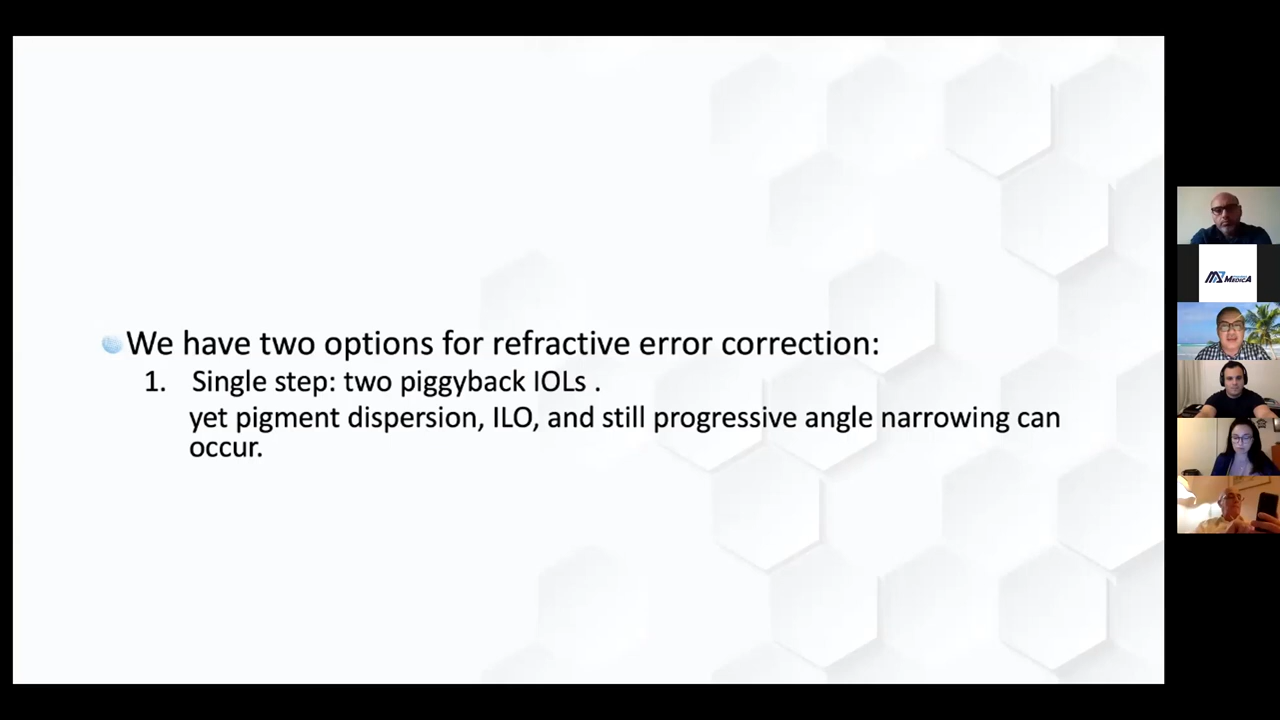 We have two options for refractive error correction:
1. Single step: two piggyback IOLs .
yet pigment dispersion, ILO, and still progressive angle narrowing can
occur.
MEDICA